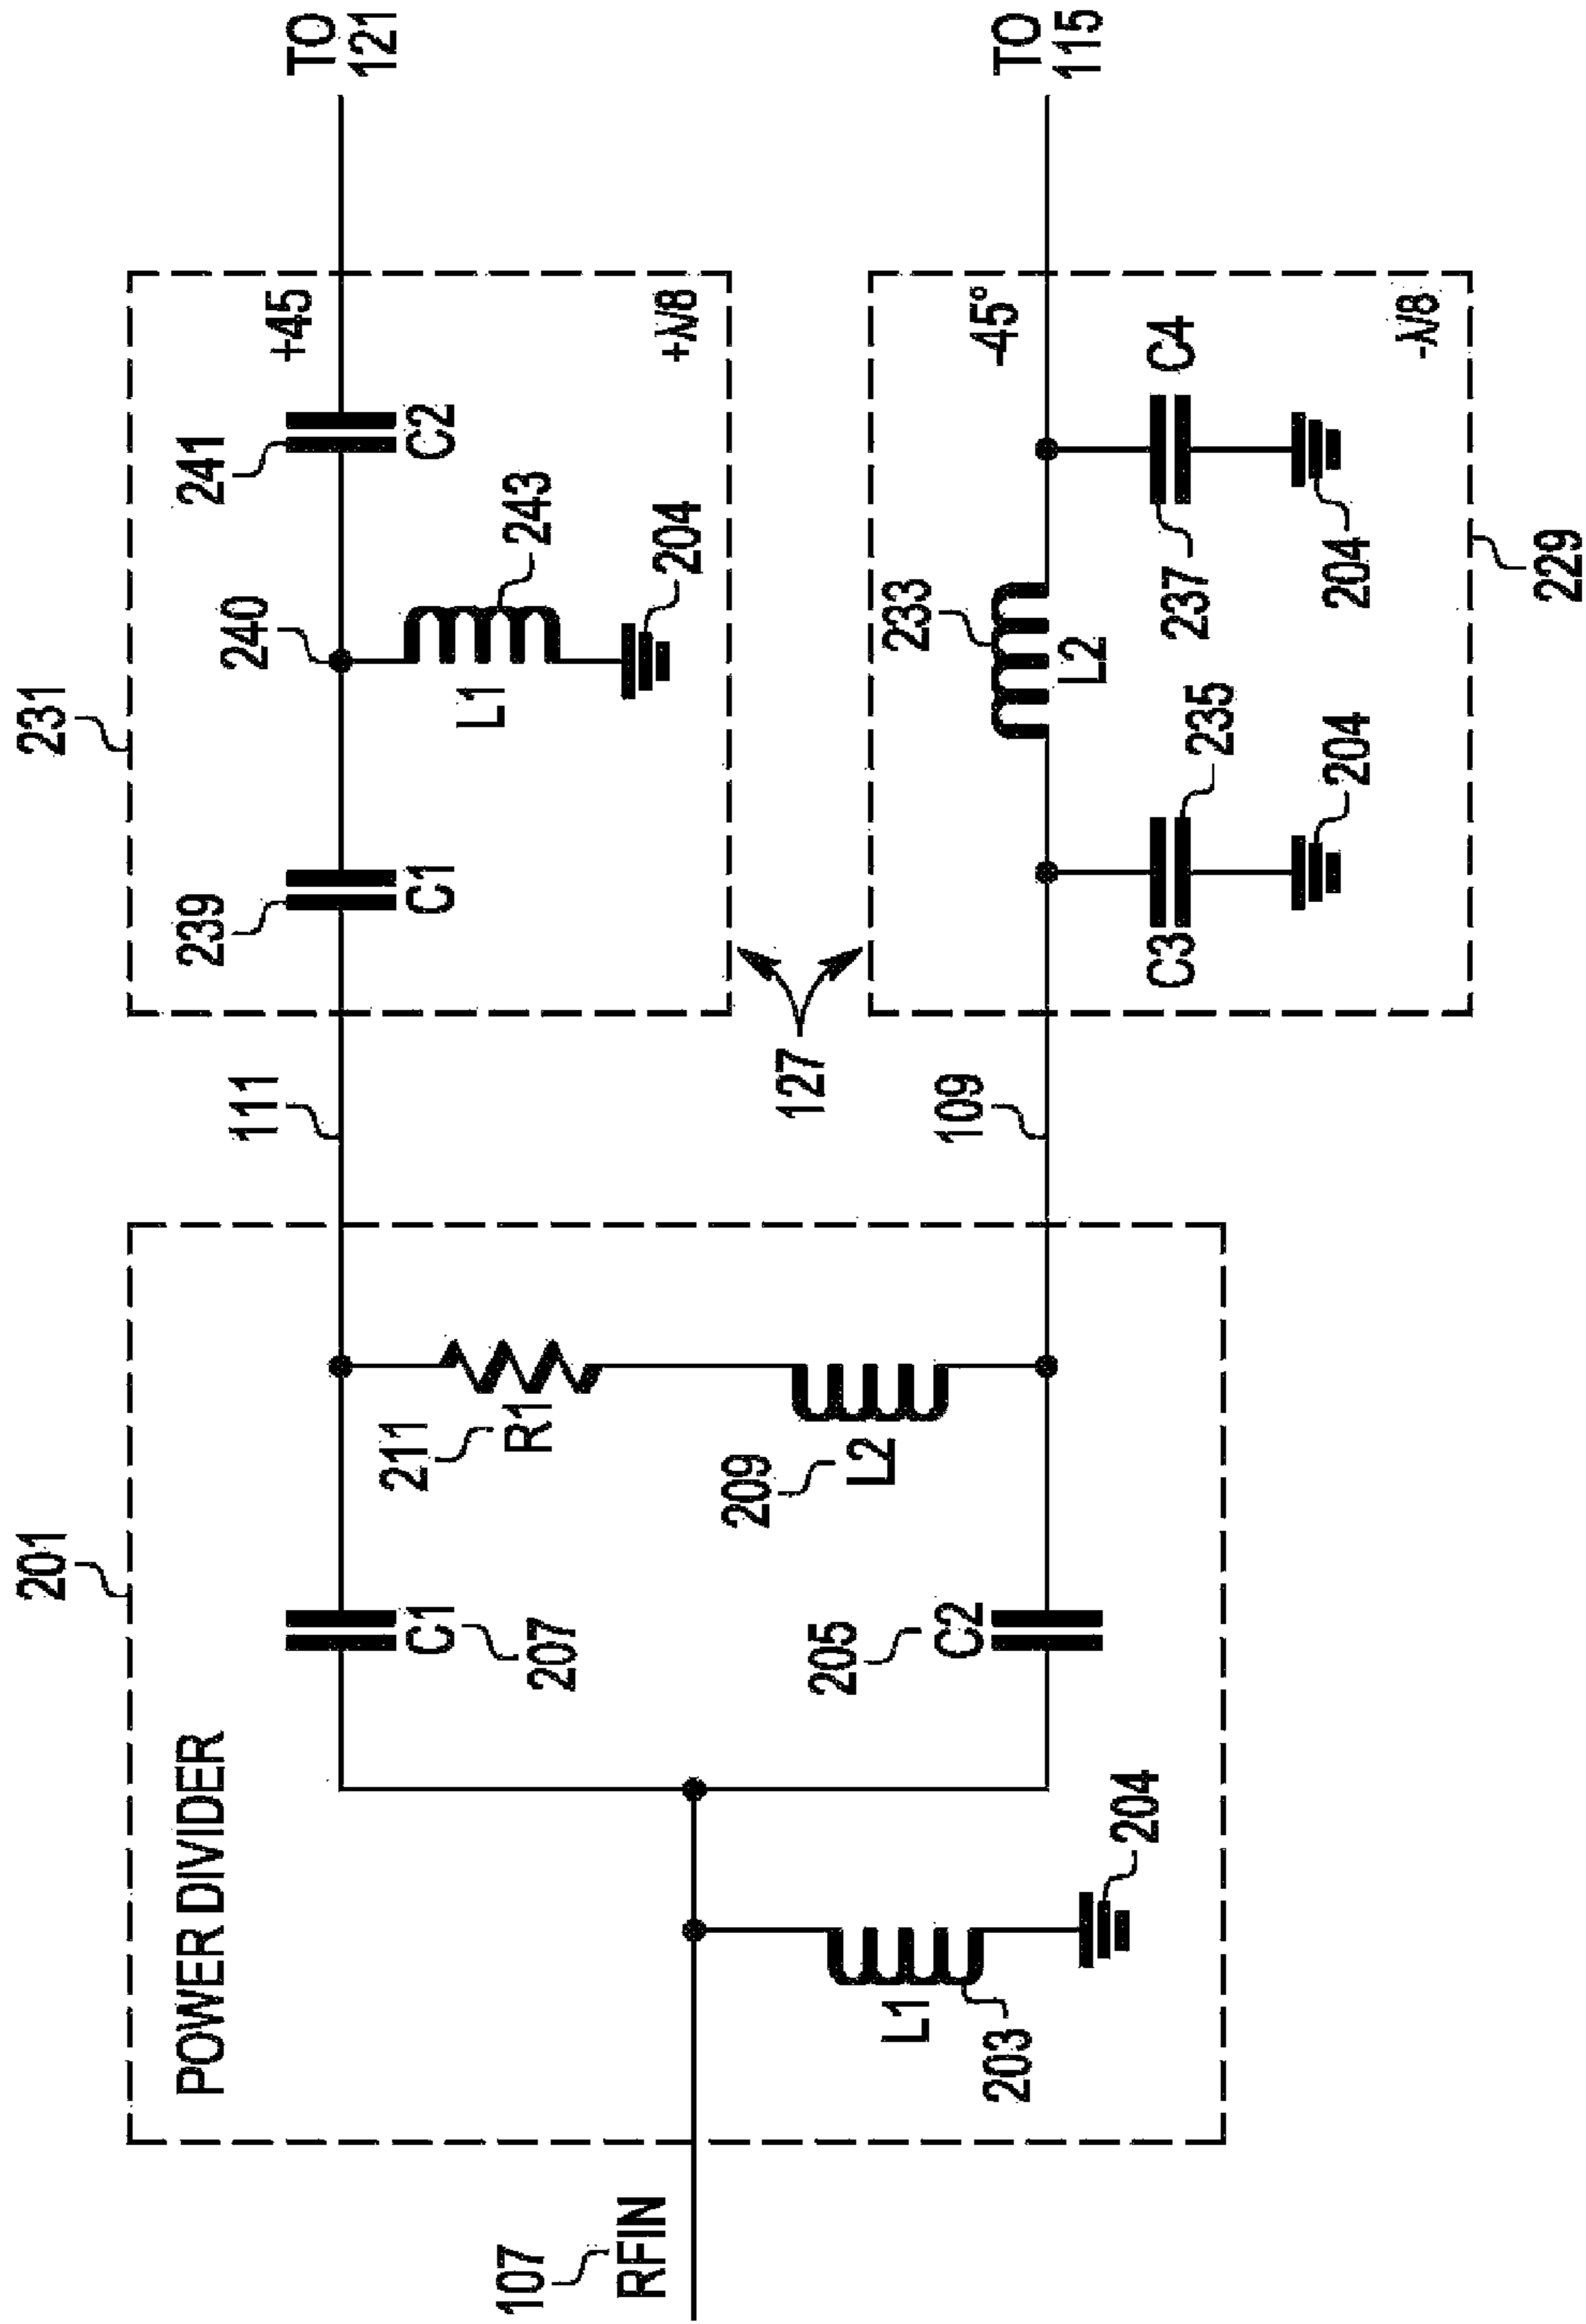 201
POWER DIVIDER
107
RFIN
L1
203
204
C1
207
205
C2
211
R1
209
L2
111
109
127
231
239
C1
240
241
C2
+45
L1
243
204
+λ/8
TO
121
233
L2
-45°
C3
235
204
237
C4
204
-λ/8
229
TO
115